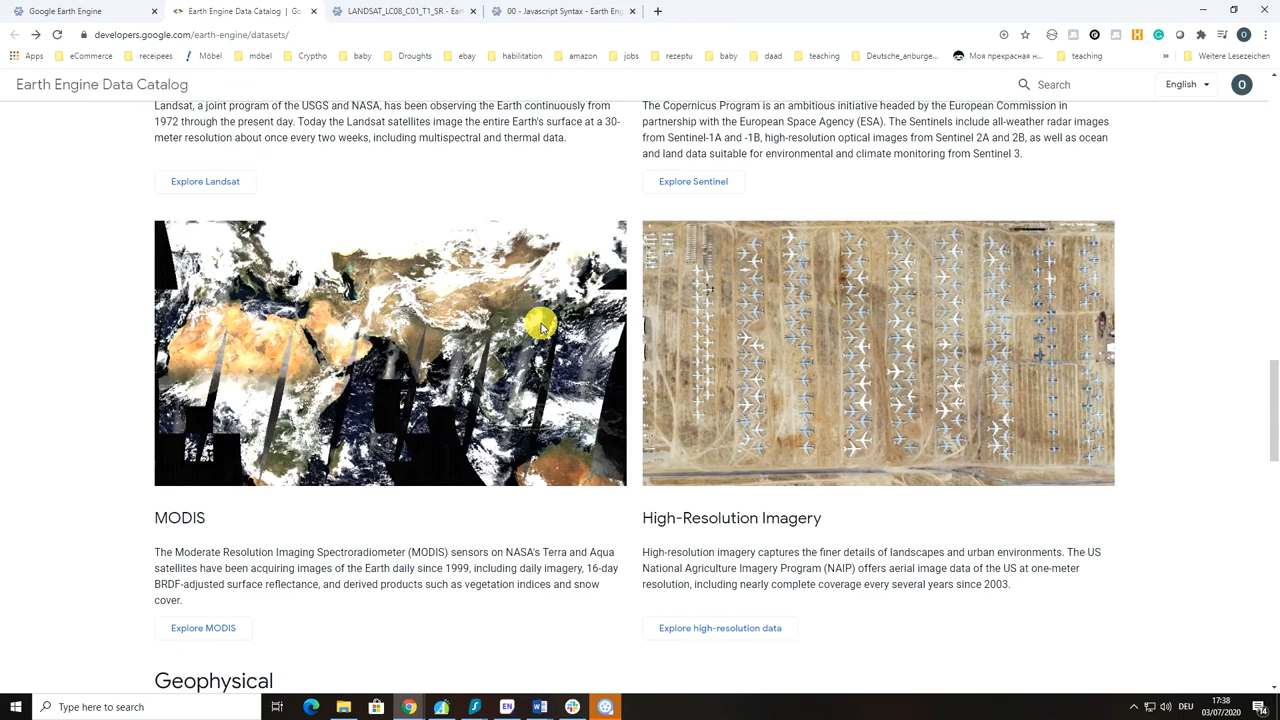 Google Earth Engine
Earth Engine Data Catalog | Go
LANDSAT_LC08_C01_T1_SR - Ear
00 - Javascript Syntax - Earth Eng
developers.google.com/earth-engine/datasets/
O
Apps
eCommerce
receipees
Möbel
möbel
Cryptho
baby
Droughts
ebay
habilitation
amazon
jobs
rezeptu
baby
daad
teaching
Deutsche_anburge...
Моя прекрасная н...
teaching
»
Weitere Lesezeichen
Earth Engine Data Catalog
Search
English
O
Landsat, a joint program of the USGS and NASA, has been observing the Earth continuously from
1972 through the present day. Today the Landsat satellites image the entire Earth's surface at a 30-
meter resolution about once every two weeks, including multispectral and thermal data.
Explore Landsat
The Copernicus Program is an ambitious initiative headed by the European Commission in
partnership with the European Space Agency (ESA). The Sentinels include all-weather radar images
from Sentinel-1A and -1B, high-resolution optical images from Sentinel 2A and 2B, as well as ocean
and land data suitable for environmental and climate monitoring from Sentinel 3.
Explore Sentinel
MODIS
The Moderate Resolution Imaging Spectroradiometer (MODIS) sensors on NASA's Terra and Aqua
satellites have been acquiring images of the Earth daily since 1999, including daily imagery, 16-day
BRDF-adjusted surface reflectance, and derived products such as vegetation indices and snow
cover.
Explore MODIS
High-Resolution Imagery
High-resolution imagery captures the finer details of landscapes and urban environments. The US
National Agriculture Imagery Program (NAIP) offers aerial image data of the US at one-meter
resolution, including nearly complete coverage every several years since 2003.
Explore high-resolution data
Geophysical
Type here to search
EN
DEU
17:38
03/07/2020
14